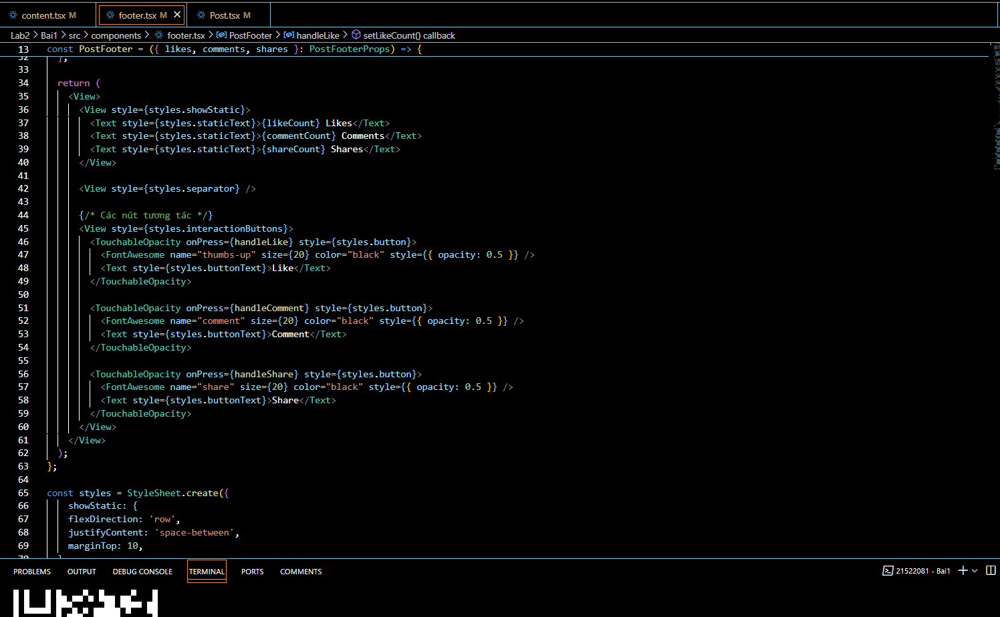 content.tsx M footer.tsx M Post.tsx M
Lab2 > Bai1 > src > components > footer.tsx > PostFooter > handleLike > setLikeCount() callback
13 const PostFooter = ({ likes, comments, shares }: PostFooterProps) => {
32 };
33
34 return (
35 <View>
36 <View style={styles.showStatic}>
37 <Text style={styles.staticText}>{likeCount} Likes</Text>
38 <Text style={styles.staticText}>{commentCount} Comments</Text>
39 <Text style={styles.staticText}>{shareCount} Shares</Text>
40 </View>
41
42 <View style={styles.separator} />
43
44 {/* Các nút tương tác */}
45 <View style={styles.interactionButtons}>
46 <TouchableOpacity onPress={handleLike} style={styles.button}>
47 <FontAwesome name="thumbs-up" size={20} color="black" style={{ opacity: 0.5 }} />
48 <Text style={styles.buttonText}>Like</Text>
49 </TouchableOpacity>
50
51 <TouchableOpacity onPress={handleComment} style={styles.button}>
52 <FontAwesome name="comment" size={20} color="black" style={{ opacity: 0.5 }} />
53 <Text style={styles.buttonText}>Comment</Text>
54 </TouchableOpacity>
55
56 <TouchableOpacity onPress={handleShare} style={styles.button}>
57 <FontAwesome name="share" size={20} color="black" style={{ opacity: 0.5 }} />
58 <Text style={styles.buttonText}>Share</Text>
59 </TouchableOpacity>
60 </View>
61 </View>
62 );
63 };
64
65 const styles = StyleSheet.create({
66 showStatic: {
67 flexDirection: 'row',
68 justifyContent: 'space-between',
69 marginTop: 10,
70 }
PROBLEMS OUTPUT DEBUG CONSOLE TERMINAL PORTS COMMENTS 21522081 - Bai1